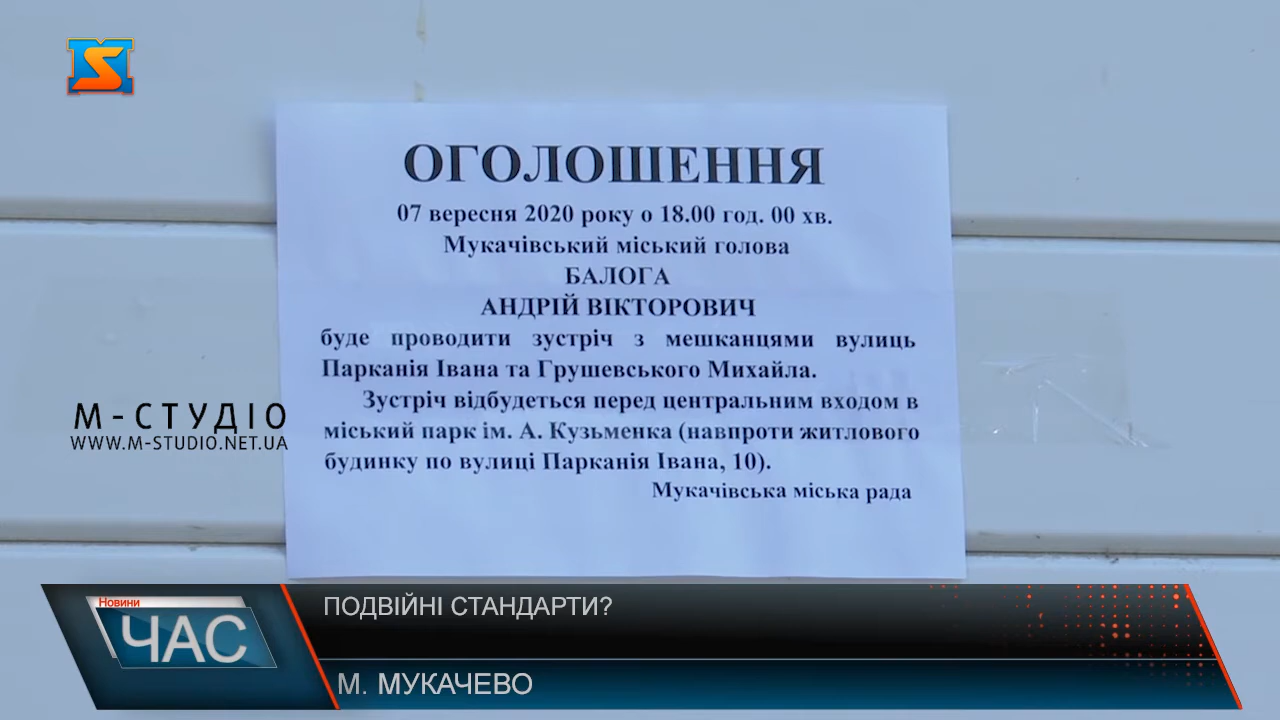 S
ОГОЛОШЕННЯ
07 вересня 2020 року о 18.00 год. 00 хв.
Мукачівський міський голова
БАЛОГА
АНДРІЙ ВІКТОРОВИЧ
буде проводити зустріч з мешканцями вулиць
Парканія Івана та Грушевського Михайла.
Зустріч відбудеться перед центральним входом в
міський парк ім. А. Кузьменка (навпроти житлового
будинку по вулиці Парканія Івана, 10).
Мукачівська міська рада
М-СТУДІО
WWW.M-STUDIO.NET.UA
Новини
ЧАС
ПОДВІЙНІ СТАНДАРТИ?
М. МУКАЧЕВО